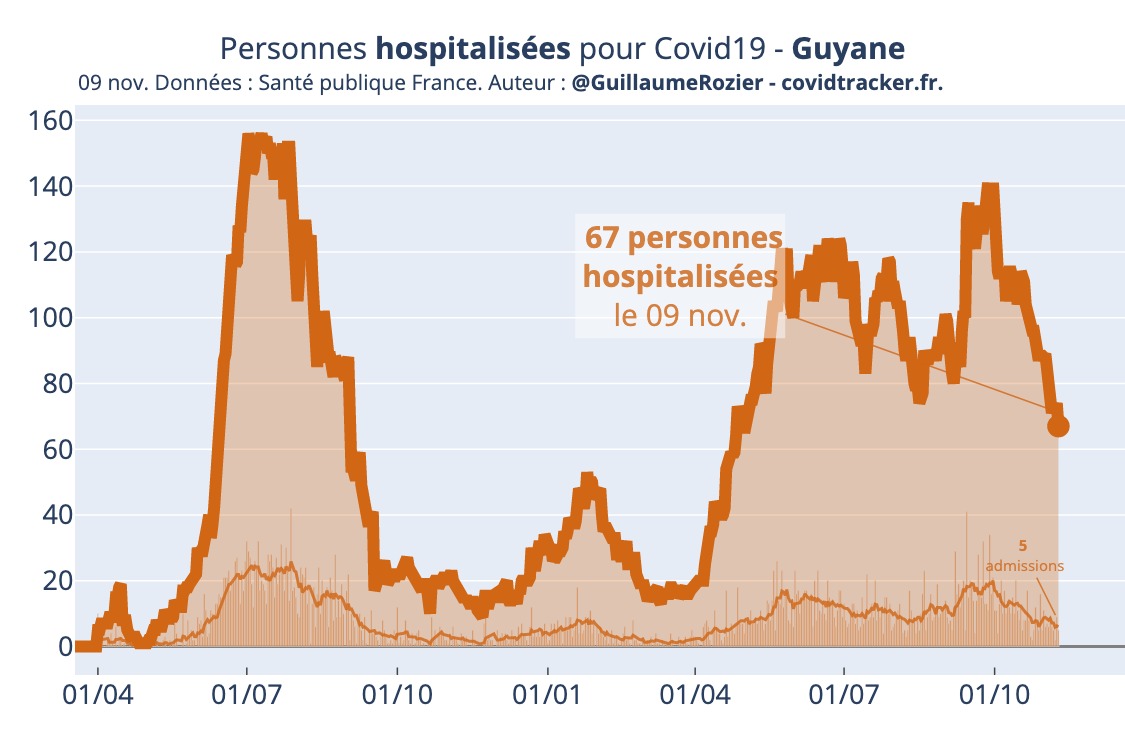 Personnes hospitalisées pour Covid19 - Guyane
09 nov. Données : Santé publique France. Auteur : @GuillaumeRozier - covidtracker.fr.
160
140
120
100
80
60
40
20
0
67 personnes
hospitalisées
le 09 nov.
5
admissions
01/04
01/07
01/10
01/01
01/04
01/07
01/10